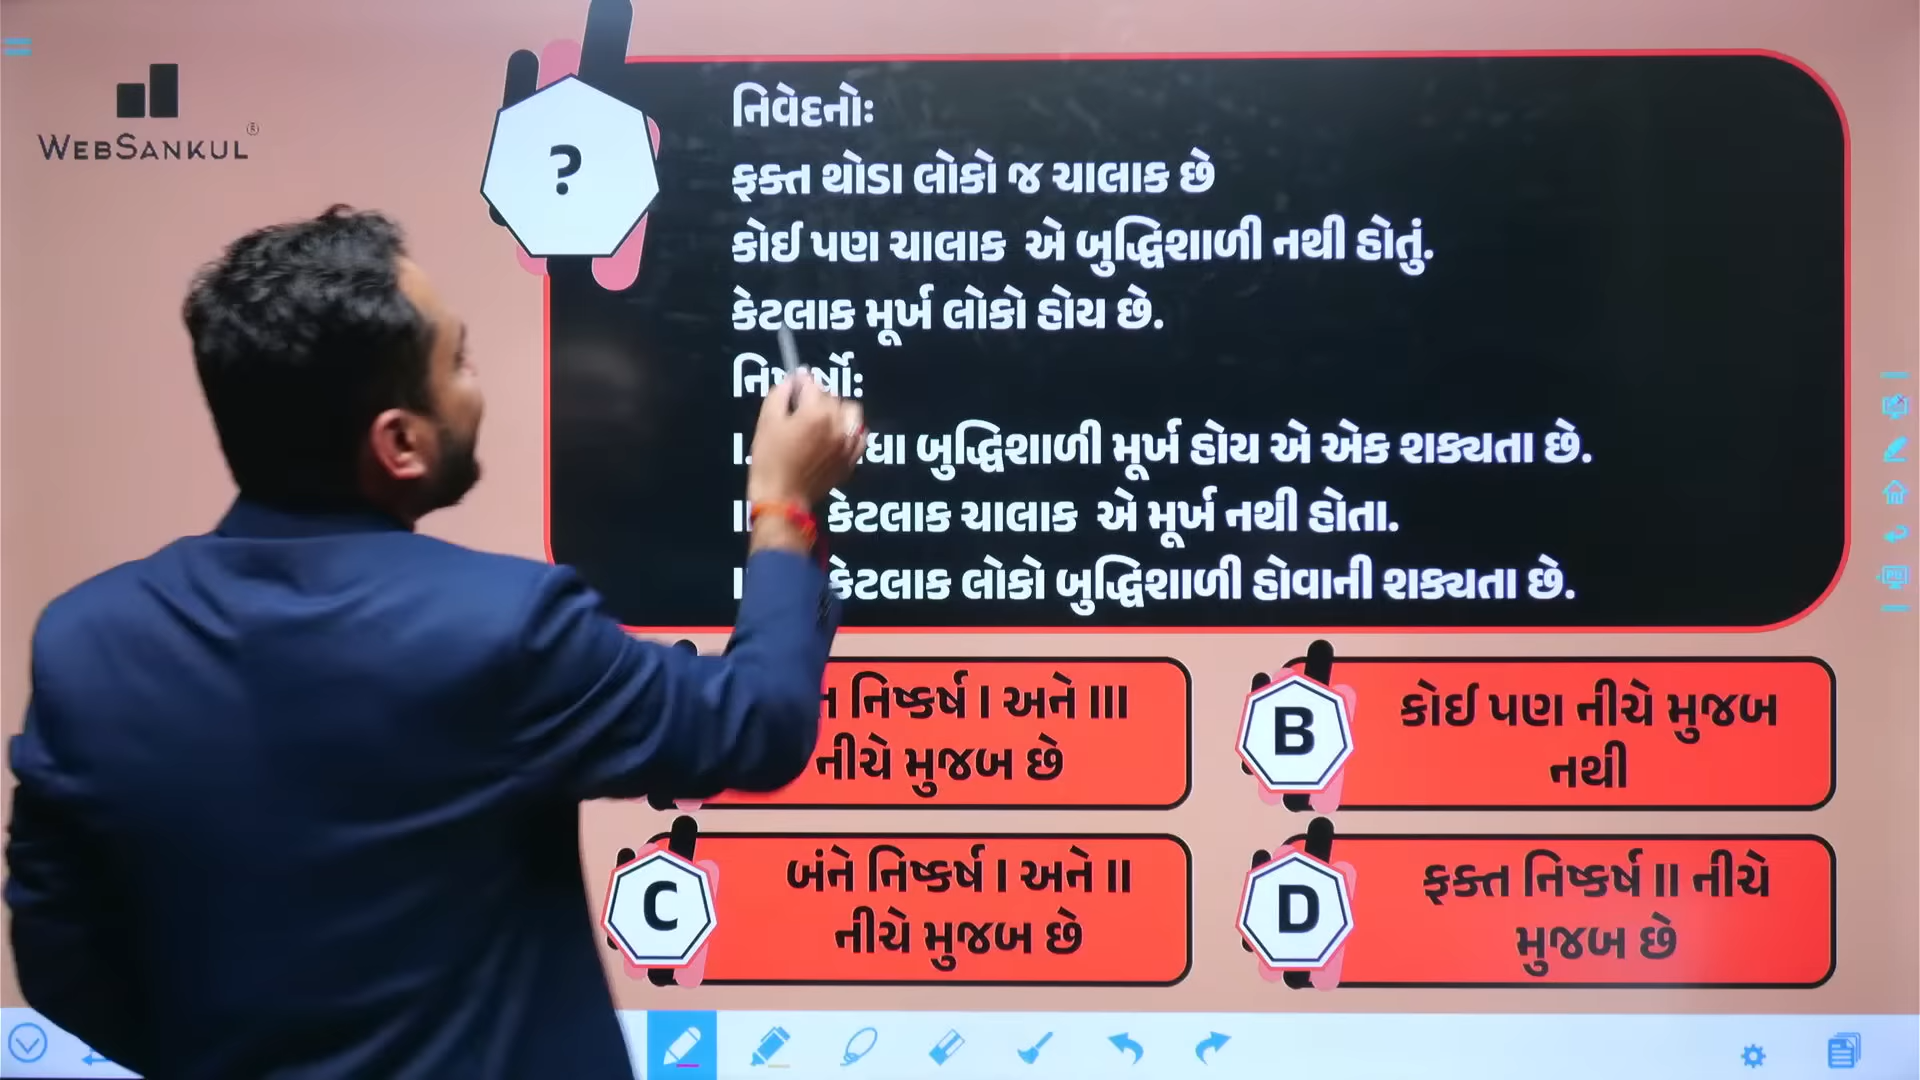 WEBSANKUL®
?
નિવેદનોઃ
ફક્ત થોડા લોકો જ ચાલાક છે
કોઈ પણ ચાલાક એ બુદ્ધિશાળી નથી હોતું.
કેટલાક મૂર્ખ લોકો હોય છે.
I. બુદ્ધિશાળી મૂર્ખ હોય એ એક શક્યતા છે.
કેટલાક ચાલાક એ મૂર્ખ નથી હોતા.
કેટલાક લોકો બુદ્ધિશાળી હોવાની શક્યતા છે.
નિષ્કર્ષ I અને III
નીચે મુજબ છે
B
કોઈ પણ નીચે મુજબ
નથી
C
બંને નિષ્કર્ષ I અને II
નીચે મુજબ છે
D
ફક્ત નિષ્કર્ષ II નીચે
મુજબ છે